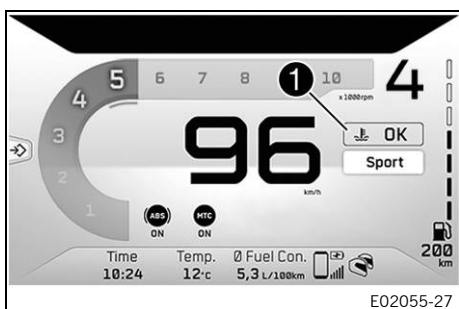 5 6 7 8 10
4
x1000rpm
4
3
2
1
1
OK
Sport
96
km/h
ABS MTC
ON ON
Time Temp. Ø Fuel Con.
10:24 12°C 5,3 L/100km
200
km
E02055-27